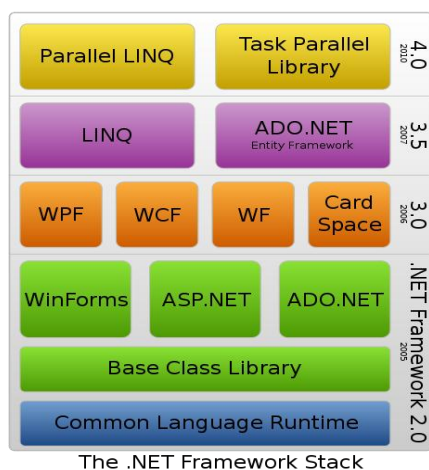 Parallel LINQ
Task Parallel
Library
4.0
2010
LINQ
ADO.NET
Entity Framework
3.5
2007
WPF
WCF
WF
Card
Space
3.0
2006
WinForms
ASP.NET
ADO.NET
Base Class Library
Common Language Runtime
.NET Framework 2.0
2005
The .NET Framework Stack